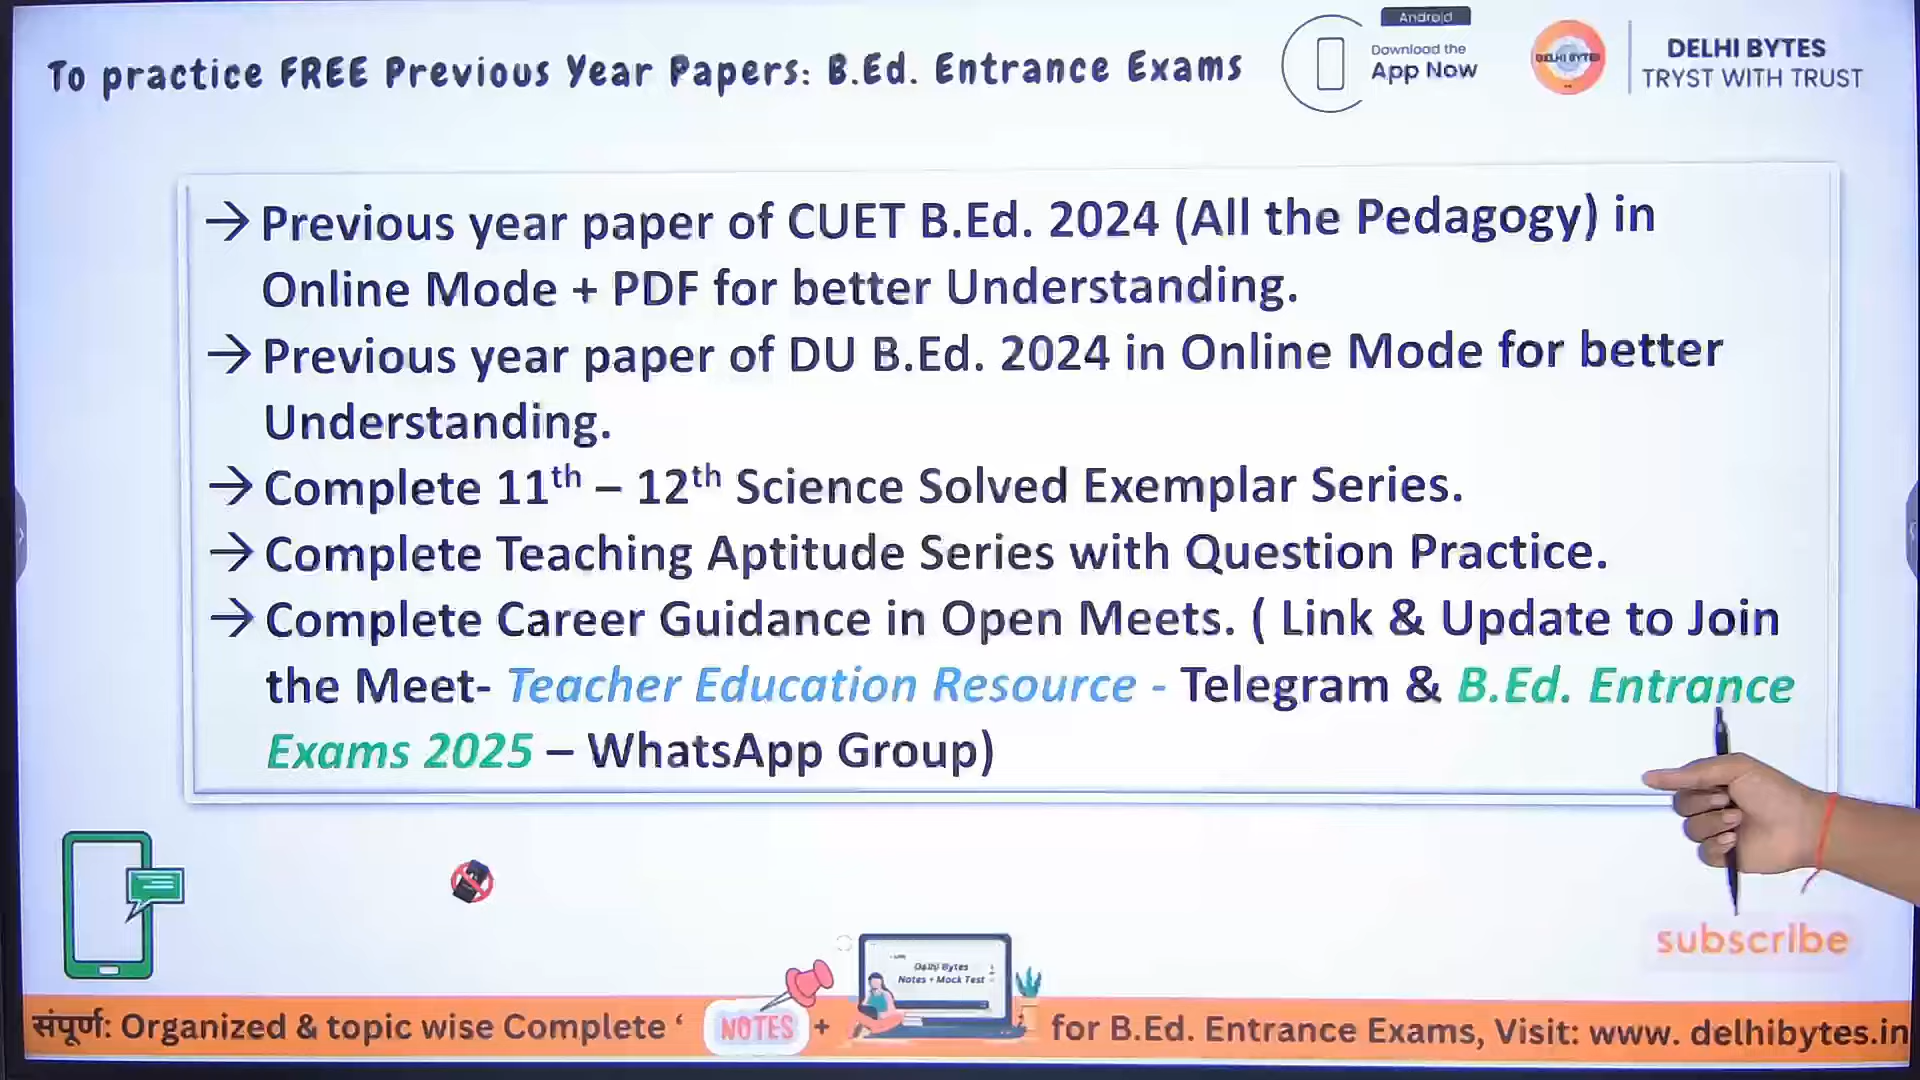 To practice FREE Previous Year Papers: B.Ed. Entrance Exams
Android
Download the
App Now
DELHI BYTES
DELHI BYTES
TRYST WITH TRUST
→ Previous year paper of CUET B.Ed. 2024 (All the Pedagogy) in
Online Mode + PDF for better Understanding.
→ Previous year paper of DU B.Ed. 2024 in Online Mode for better
Understanding.
→ Complete 11th – 12th Science Solved Exemplar Series.
→ Complete Teaching Aptitude Series with Question Practice.
→ Complete Career Guidance in Open Meets. ( Link & Update to Join
the Meet- Teacher Education Resource - Telegram & B.Ed. Entrance
Exams 2025 – WhatsApp Group)
subscribe
Delhi Bytes
Notes + Mock Test
संपूर्ण: Organized & topic wise Complete ‘ NOTES + for B.Ed. Entrance Exams, Visit: www. delhibytes.in